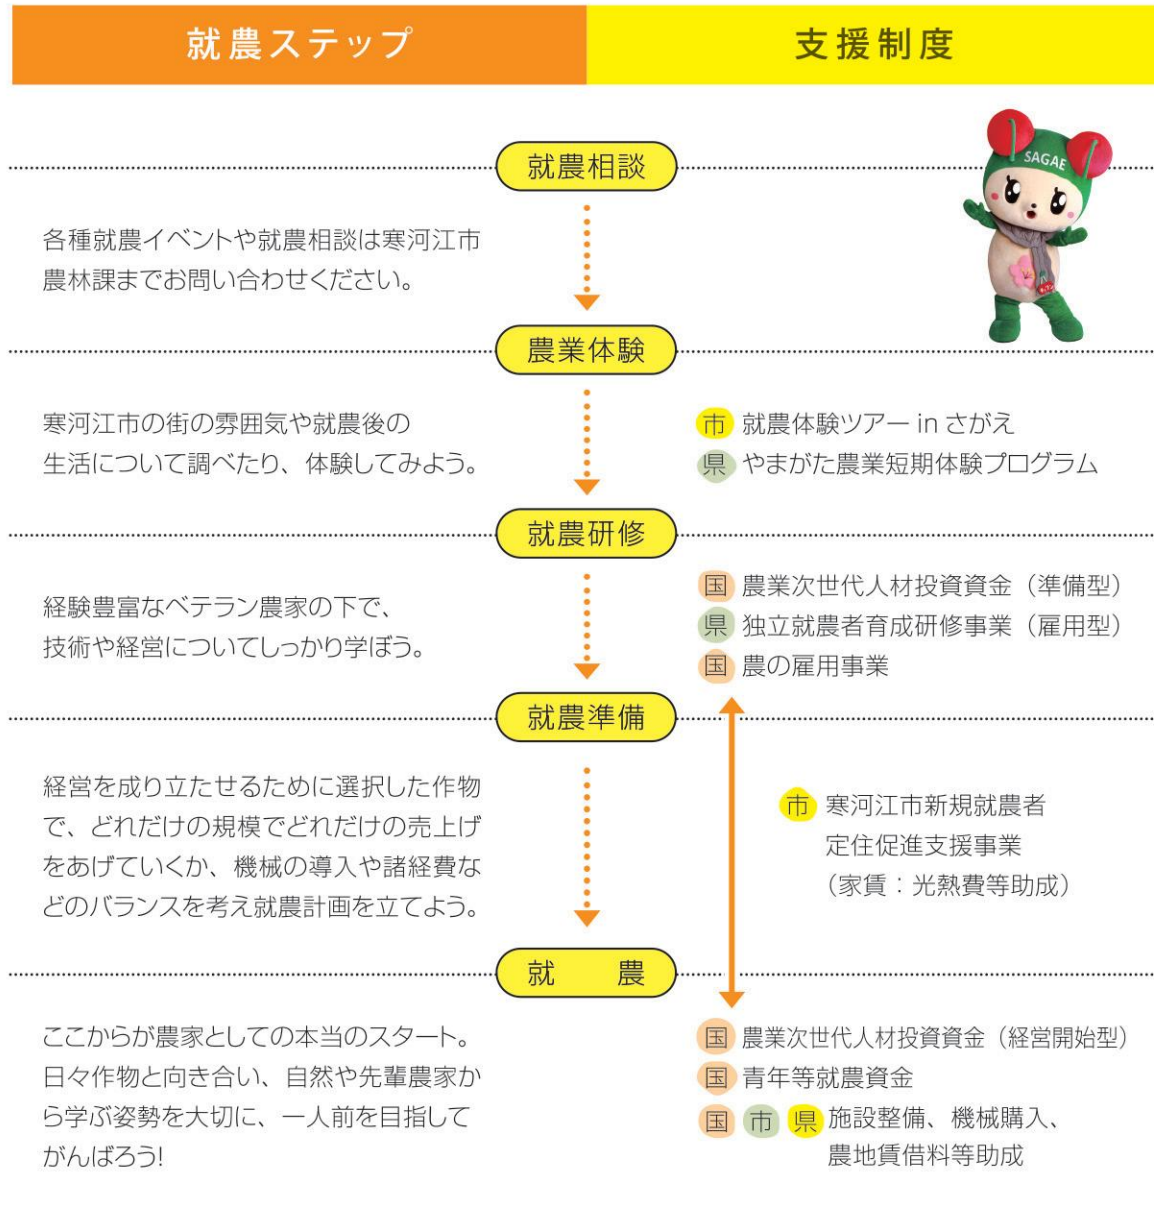 就農ステップ
支援制度
就農相談
SAGAE
各種就農イベントや就農相談は寒河江市
農林課までお問い合わせください。
農業体験
寒河江市の街の雰囲気や就農後の
生活について調べたり、体験してみよう。
市 就農体験ツアー in さがえ
県 やまがた農業短期体験プログラム
就農研修
経験豊富なベテラン農家の下で、
技術や経営についてしっかり学ぼう。
国 農業次世代人材投資資金（準備型）
県 独立就農者育成研修事業（雇用型）
国 農の雇用事業
就農準備
経営を成り立たせるために選択した作物
で、どれだけの規模でどれだけの売上げ
をあげていくか、機械の導入や諸経費な
どのバランスを考え就農計画を立てよう。
市 寒河江市新規就農者
定住促進支援事業
（家賃：光熱費等助成）
就 農
ここからが農家としての本当のスタート。
日々作物と向き合い、自然や先輩農家か
ら学ぶ姿勢を大切に、一人前を目指して
がんばろう!
国 農業次世代人材投資資金（経営開始型）
国 青年等就農資金
国 市 県 施設整備、機械購入、
農地賃借料等助成